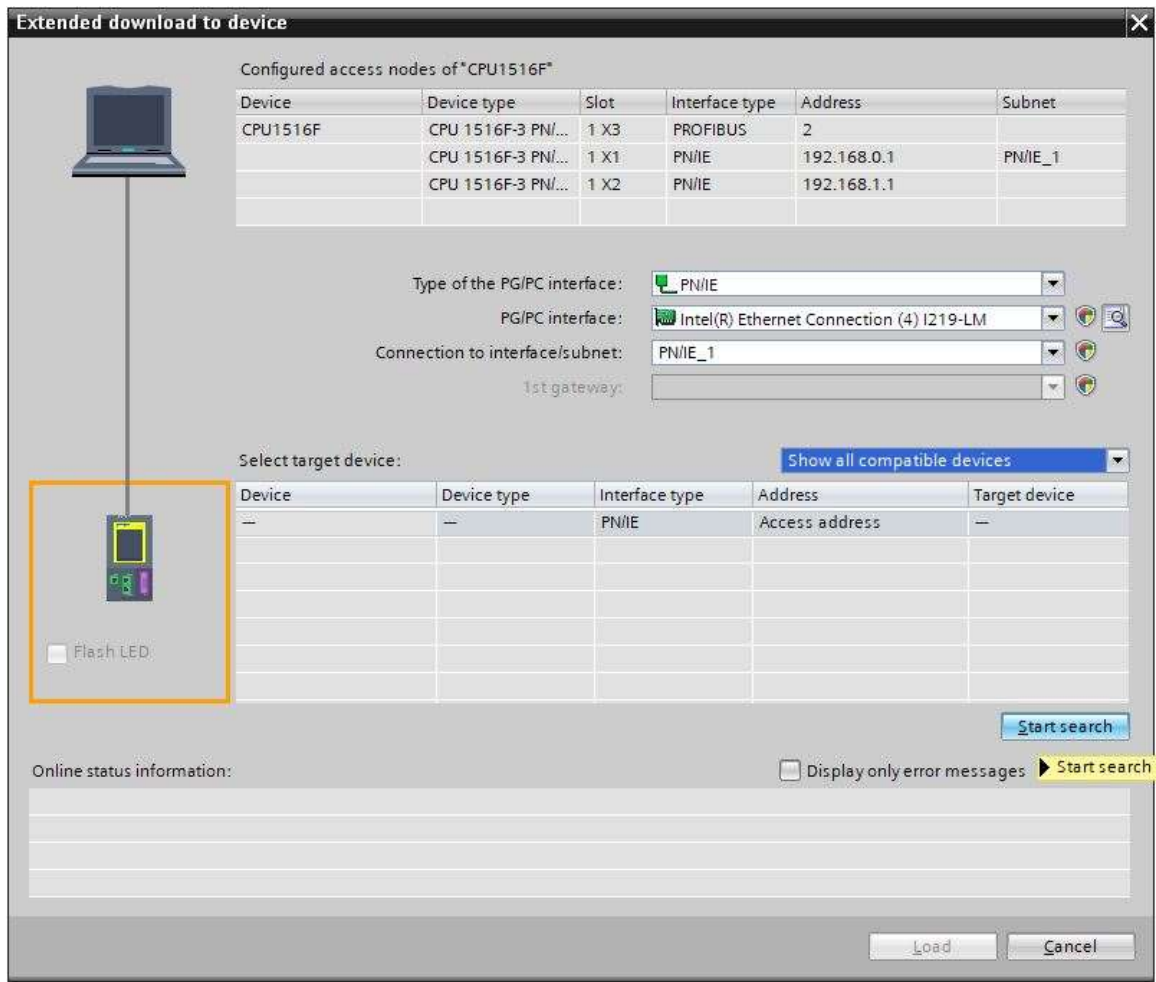 Extended download to device
Configured access nodes of "CPU1516F"
Device Device type Slot Interface type Address Subnet
CPU1516F CPU 1516F-3 PN/... 1 X3 PROFIBUS 2
CPU 1516F-3 PN/... 1 X1 PN/IE 192.168.0.1 PN/IE_1
CPU 1516F-3 PN/... 1 X2 PN/IE 192.168.1.1
Type of the PG/PC interface: PN/IE
PG/PC interface: Intel(R) Ethernet Connection (4) I219-LM
Connection to interface/subnet: PN/IE_1
1st gateway:
Select target device: Show all compatible devices
Device Device type Interface type Address Target device
— — PN/IE Access address —
Flash LED
Start search
Online status information: Display only error messages Start search
Load Cancel